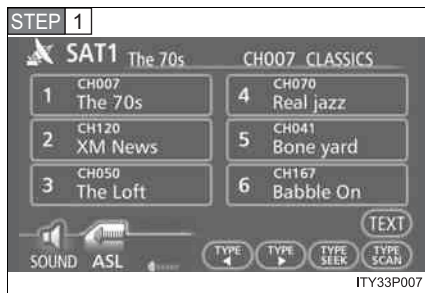 STEP 1
SAT1 The 70s CH007 CLASSICS
1 CH007 The 70s
4 CH070 Real jazz
2 CH120 XM News
5 CH041 Bone yard
3 CH050 The Loft
6 CH167 Babble On
TEXT
SOUND ASL
TYPE
TYPE
TYPE SEEK
TYPE SCAN
ITY33P007